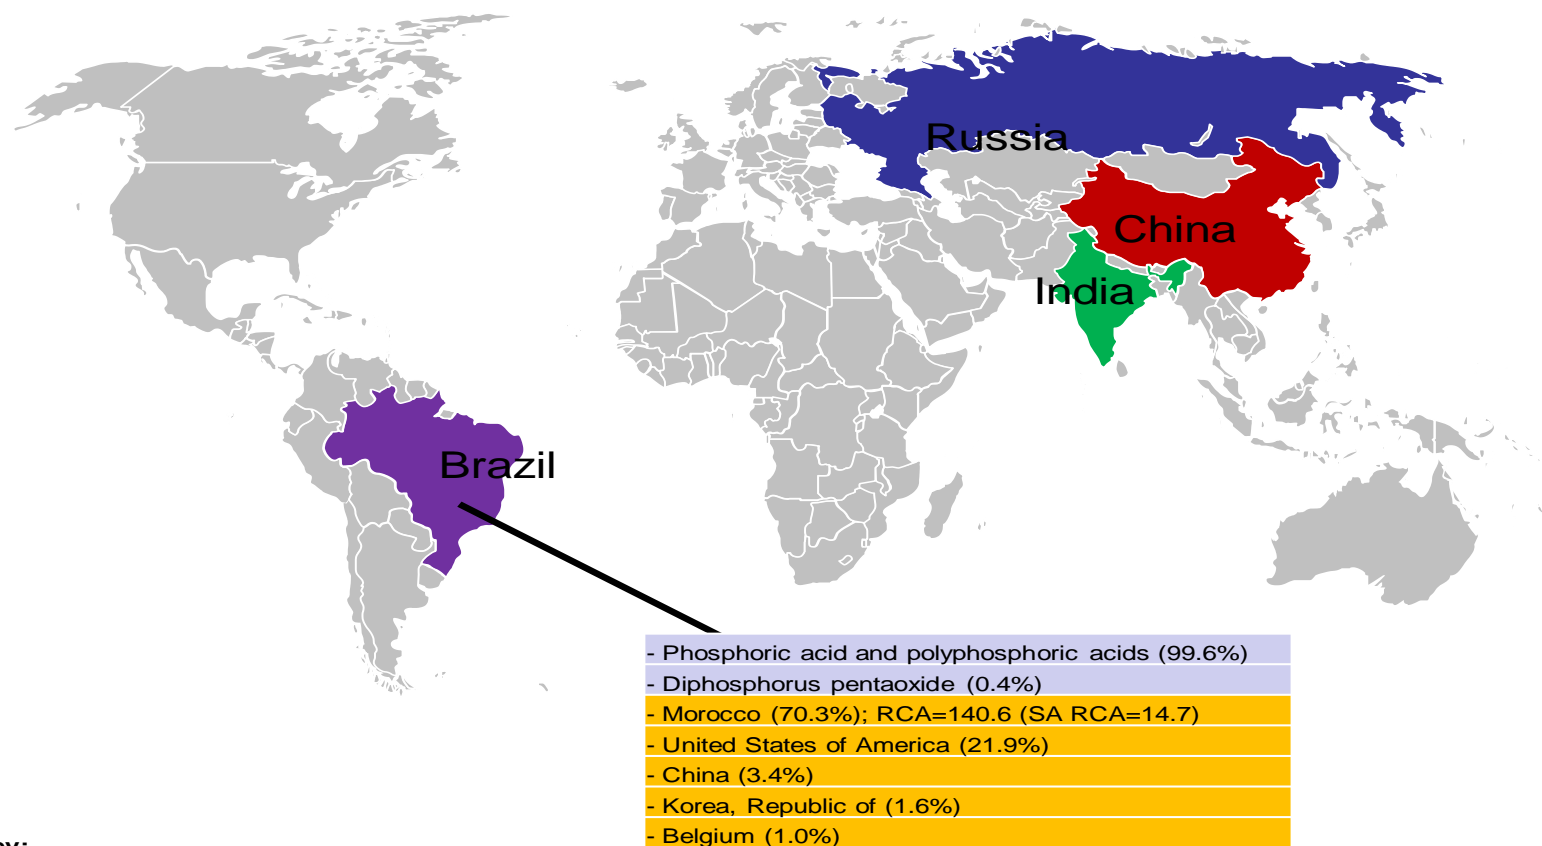 Russia
China
India
Brazil
- Phosphoric acid and polyphosphoric acids (99.6%)
- Diphosphorus pentaoxide (0.4%)
- Morocco (70.3%); RCA=140.6 (SA RCA=14.7)
- United States of America (21.9%)
- China (3.4%)
- Korea, Republic of (1.6%)
- Belgium (1.0%)